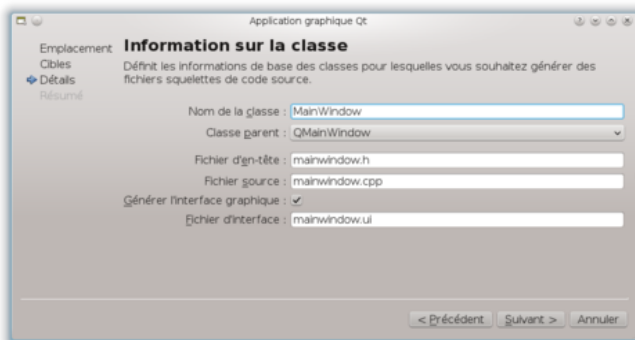 Application graphique Qt
Emplacement
Cibles
Détails
Résumé
Information sur la classe
Définit les informations de base des classes pour lesquelles vous souhaitez générer des
fichiers squelettes de code source.
Nom de la classe : MainWindow
Classe parent : QMainWindow
Fichier d'en-tête : mainwindow.h
Fichier source : mainwindow.cpp
Générer l'interface graphique :
Fichier d'interface : mainwindow.ui
< Précédent
Suivant >
Annuler